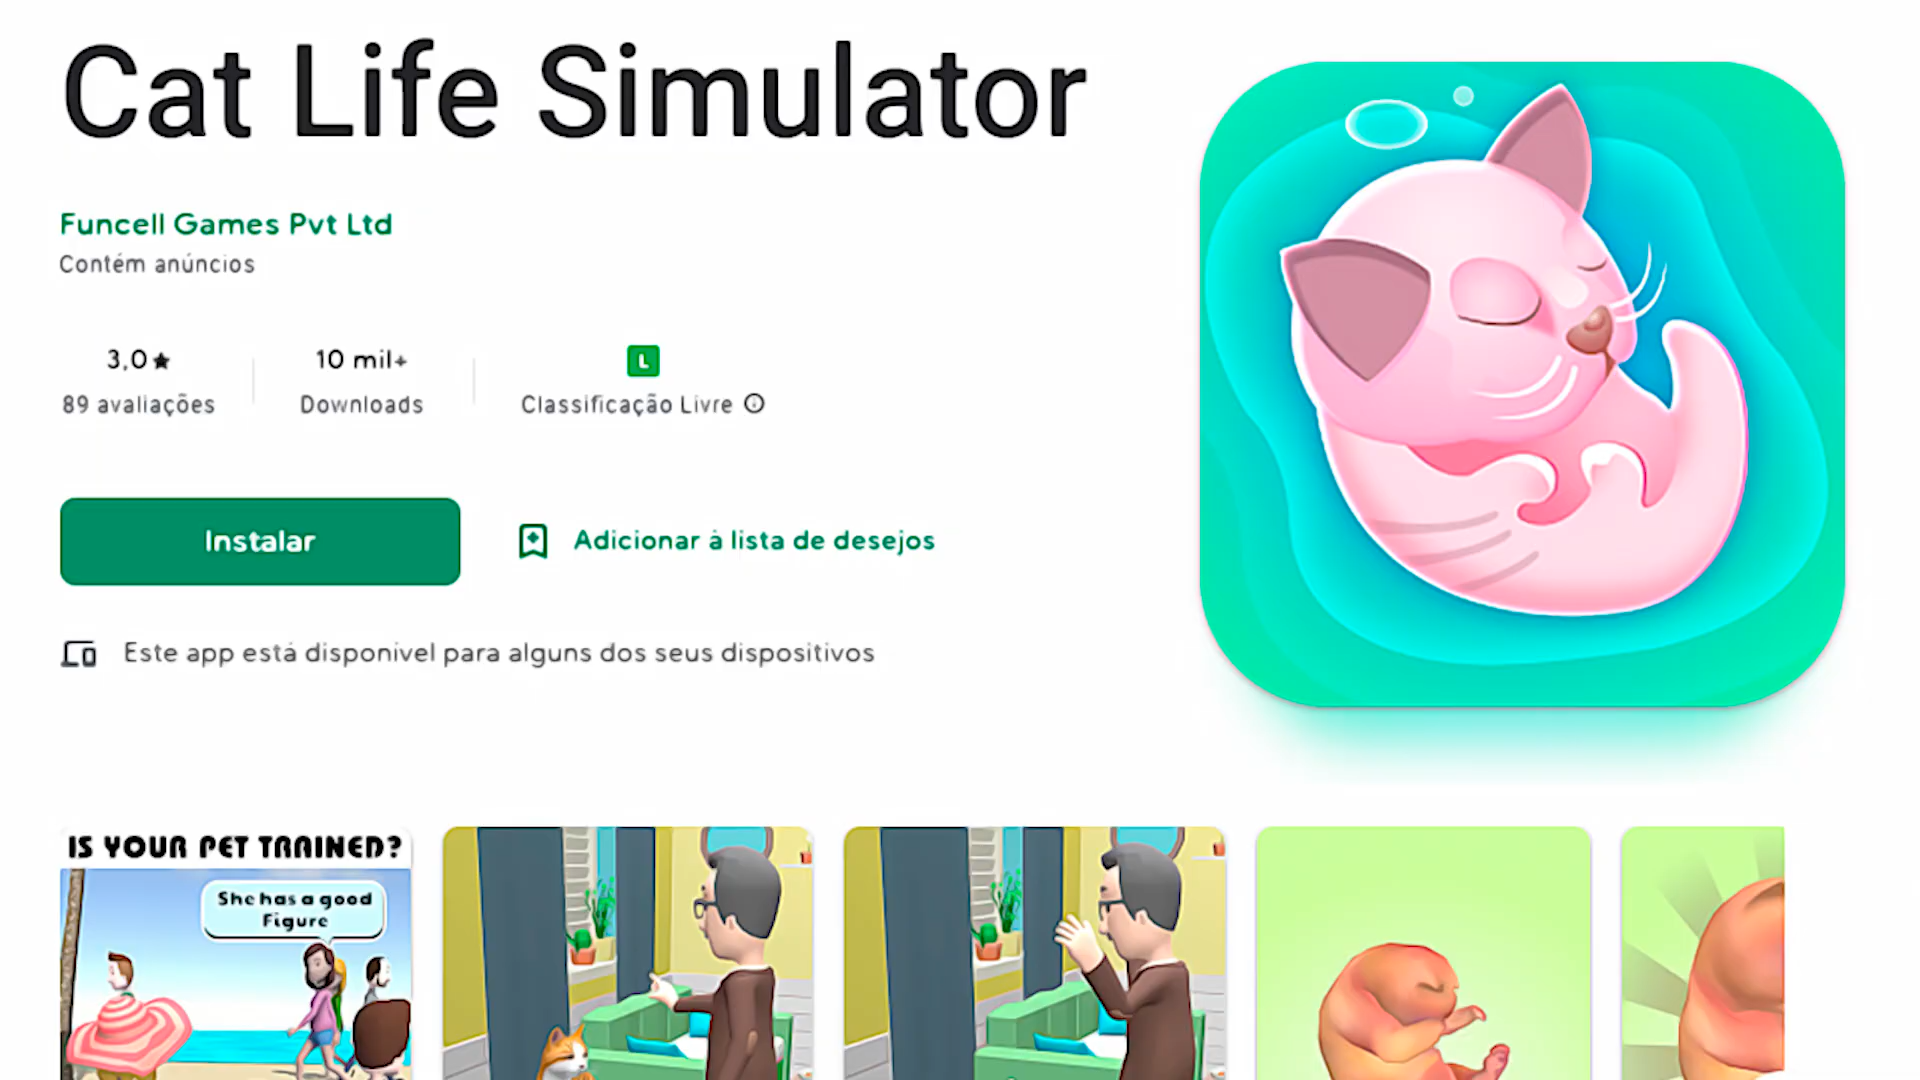 Cat Life Simulator
Funcell Games Pvt Ltd
Contém anúncios
3,0★
89 avaliações
10 mil+
Downloads
L
Classificação Livre
Instalar
Adicionar à lista de desejos
Este app está disponível para alguns dos seus dispositivos
IS YOUR PET TRAINED?
She has a good
Figure